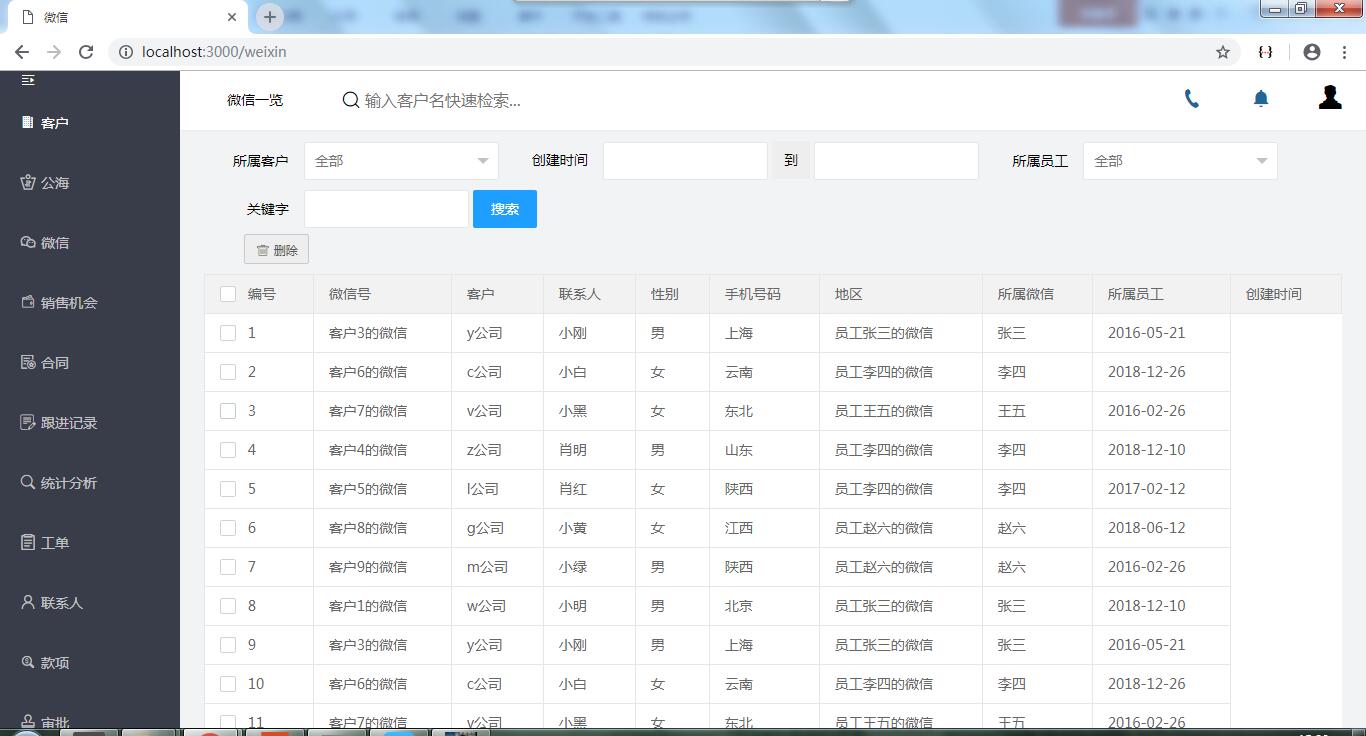 微信
localhost:3000/weixin
微信一览 输入客户名快速检索...
客户
公海
微信
销售机会
合同
跟进记录
统计分析
工单
联系人
款项
审批
所属客户 全部 创建时间 到 所属员工 全部
关键字 搜索
删除
编号 微信号 客户 联系人 性别 手机号码 地区 所属微信 所属员工 创建时间
1 客户3的微信 y公司 小刚 男 上海 员工张三的微信 张三 2016-05-21
2 客户6的微信 c公司 小白 女 云南 员工李四的微信 李四 2018-12-26
3 客户7的微信 v公司 小黑 女 东北 员工王五的微信 王五 2016-02-26
4 客户4的微信 z公司 肖明 男 山东 员工李四的微信 李四 2018-12-10
5 客户5的微信 l公司 肖红 女 陕西 员工李四的微信 李四 2017-02-12
6 客户8的微信 g公司 小黄 女 江西 员工赵六的微信 赵六 2018-06-12
7 客户9的微信 m公司 小绿 男 陕西 员工赵六的微信 赵六 2016-02-26
8 客户1的微信 w公司 小明 男 北京 员工张三的微信 张三 2018-12-10
9 客户3的微信 y公司 小刚 男 上海 员工张三的微信 张三 2016-05-21
10 客户6的微信 c公司 小白 女 云南 员工李四的微信 李四 2018-12-26
11 客户7的微信 v公司 小黑 女 东北 员工王五的微信 王五 2016-02-26